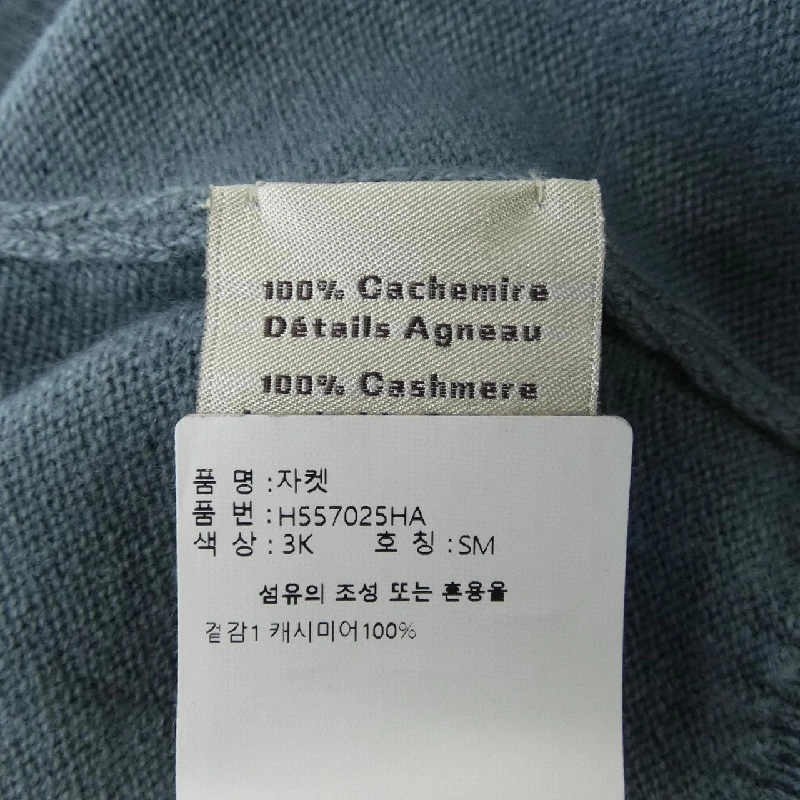 100% Cachemire
Détails Agneau
100% Cashmere
품 명 :자켓
품 번 :H557025HA
색 상 : 3K 호 칭 :SM
섬유의 조성 또는 혼용율
겉감1 캐시미어100%